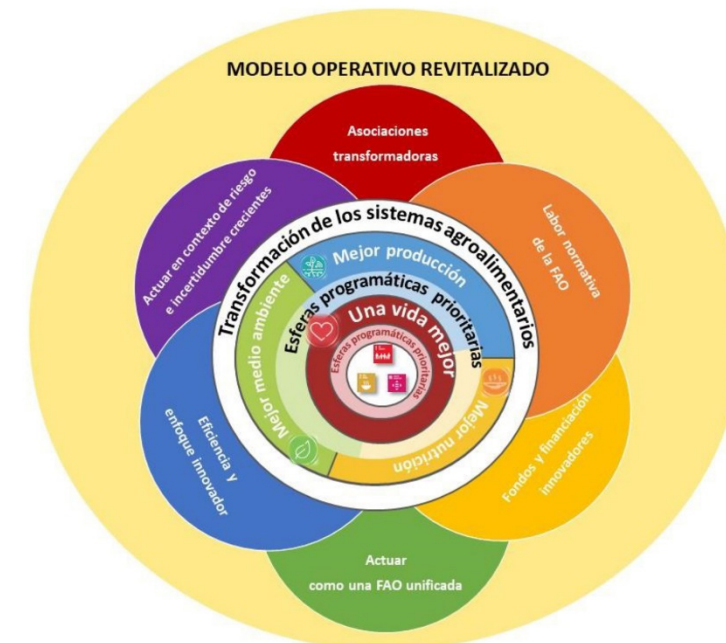 MODELO OPERATIVO REVITALIZADO
Asociaciones
transformadoras
Labor normativa
de la FAO
Fondos y financiación
innovadores
Actuar
como una FAO unificada
Eficiencia y
enfoque innovador
Actuar en contexto de riesgo
e incertidumbre crecientes
Transformación de los sistemas agroalimentarios
Mejor producción
Mejor nutrición
Mejor medio ambiente
Esferas programáticas prioritarias
Una vida mejor
Esferas programáticas prioritarias